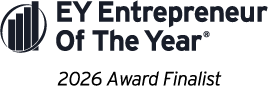 EY Entrepreneur
Of The Year®
2026 Award Finalist